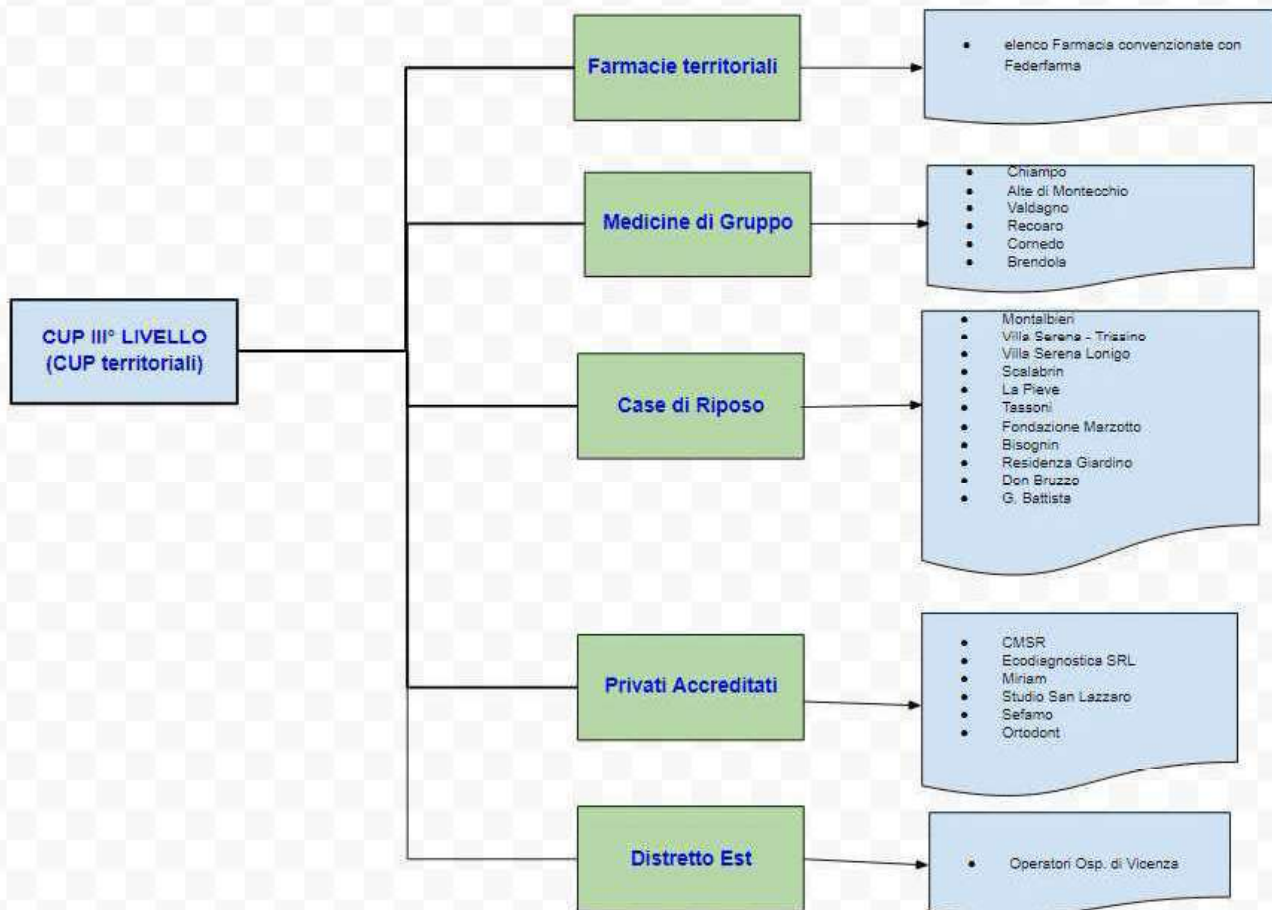 CUP III° LIVELLO
(CUP territoriali)
Farmacie territoriali
• elenco Farmacia convenzionate con
Federfarma
Medicine di Gruppo
• Chiampo
• Alte di Montecchio
• Valdagno
• Recoaro
• Cornedo
• Brendola
Case di Riposo
• Montalbieri
• Villa Serena - Trissino
• Villa Serena Lonigo
• Scalabrin
• La Pieve
• Tassoni
• Fondazione Marzotto
• Bisognin
• Residenza Giardino
• Don Bruzzo
• G. Battista
Privati Accreditati
• CMSR
• Ecodiagnostica SRL
• Miriam
• Studio San Lazzaro
• Sefamo
• Ortodont
Distretto Est
• Operatori Osp. di Vicenza